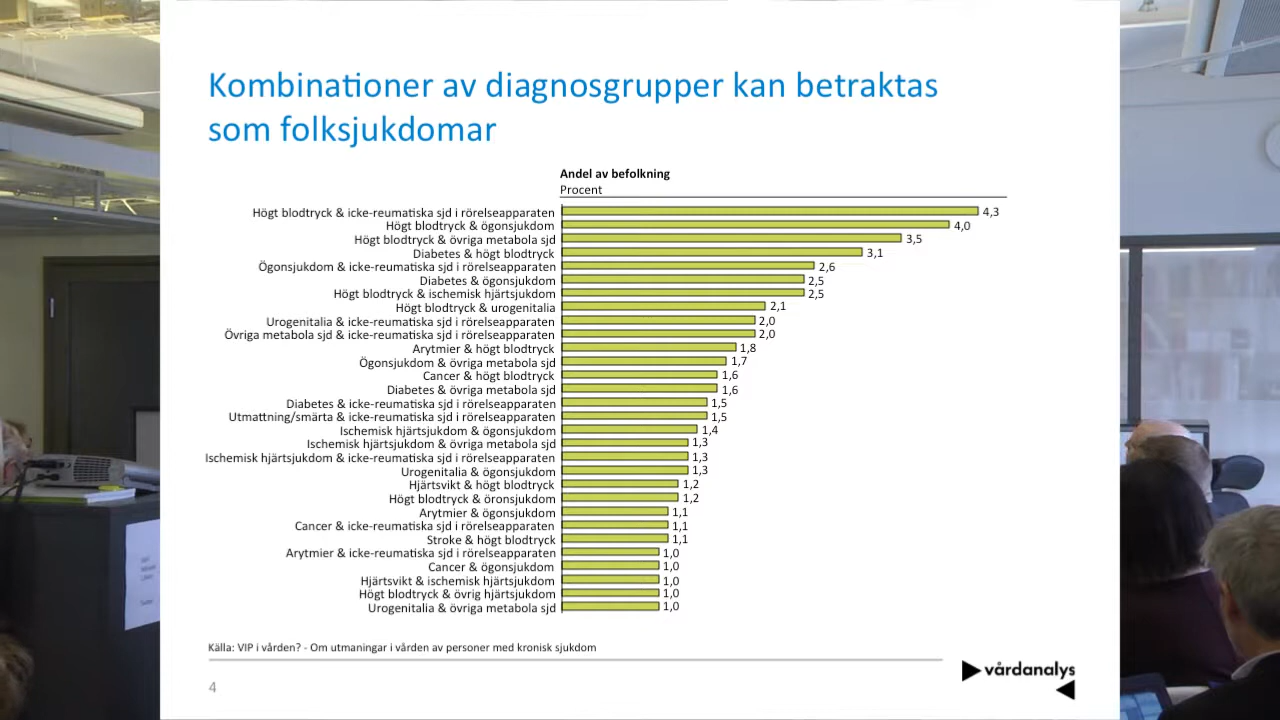 Kombinationer av diagnosgrupper kan betraktas
som folksjukdomar
Andel av befolkning
Procent
Högt blodtryck & icke-reumatiska sjd i rörelseapparaten 4,3
Högt blodtryck & ögonsjukdom 4,0
Högt blodtryck & övriga metabola sjd 3,5
Diabetes & högt blodtryck 3,1
Ögonsjukdom & icke-reumatiska sjd i rörelseapparaten 2,6
Diabetes & ögonsjukdom 2,5
Högt blodtryck & ischemisk hjärtsjukdom 2,5
Högt blodtryck & urogenitalia 2,1
Urogenitalia & icke-reumatiska sjd i rörelseapparaten 2,0
Övriga metabola sjd & icke-reumatiska sjd i rörelseapparaten 2,0
Arytmier & högt blodtryck 1,8
Ögonsjukdom & övriga metabola sjd 1,7
Cancer & högt blodtryck 1,6
Diabetes & övriga metabola sjd 1,6
Diabetes & icke-reumatiska sjd i rörelseapparaten 1,5
Utmattning/smärta & icke-reumatiska sjd i rörelseapparaten 1,5
Ischemisk hjärtsjukdom & ögonsjukdom 1,4
Ischemisk hjärtsjukdom & övriga metabola sjd 1,3
Ischemisk hjärtsjukdom & icke-reumatiska sjd i rörelseapparaten 1,3
Urogenitalia & ögonsjukdom 1,3
Hjärtsvikt & högt blodtryck 1,2
Högt blodtryck & öronsjukdom 1,2
Arytmier & ögonsjukdom 1,1
Cancer & icke-reumatiska sjd i rörelseapparaten 1,1
Stroke & högt blodtryck 1,1
Arytmier & icke-reumatiska sjd i rörelseapparaten 1,0
Cancer & ögonsjukdom 1,0
Hjärtsvikt & ischemisk hjärtsjukdom 1,0
Högt blodtryck & övrig hjärtsjukdom 1,0
Urogenitalia & övriga metabola sjd 1,0
Källa: VIP i vården? - Om utmaningar i vården av personer med kronisk sjukdom
4
vårdanalys